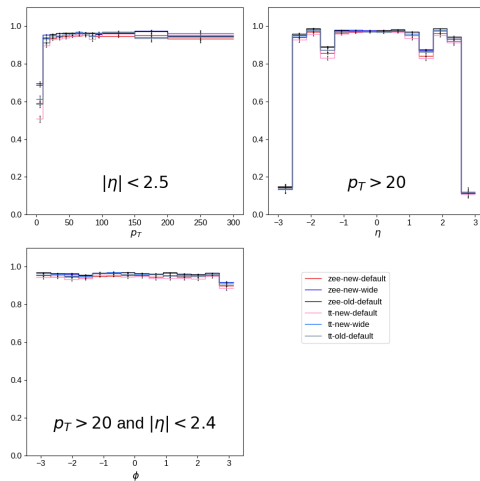 1.0
0.8
0.6
0.4
0.2
0.0
|η| < 2.5
0 50 100 150 200 250 300
p_T
1.0
0.8
0.6
0.4
0.2
0.0
p_T > 20
−3 −2 −1 0 1 2 3
η
1.0
0.8
0.6
0.4
0.2
0.0
p_T > 20 and |η| < 2.4
−3 −2 −1 0 1 2 3
ϕ
zee-new-default
zee-new-wide
zee-old-default
tt-new-default
tt-new-wide
tt-old-default